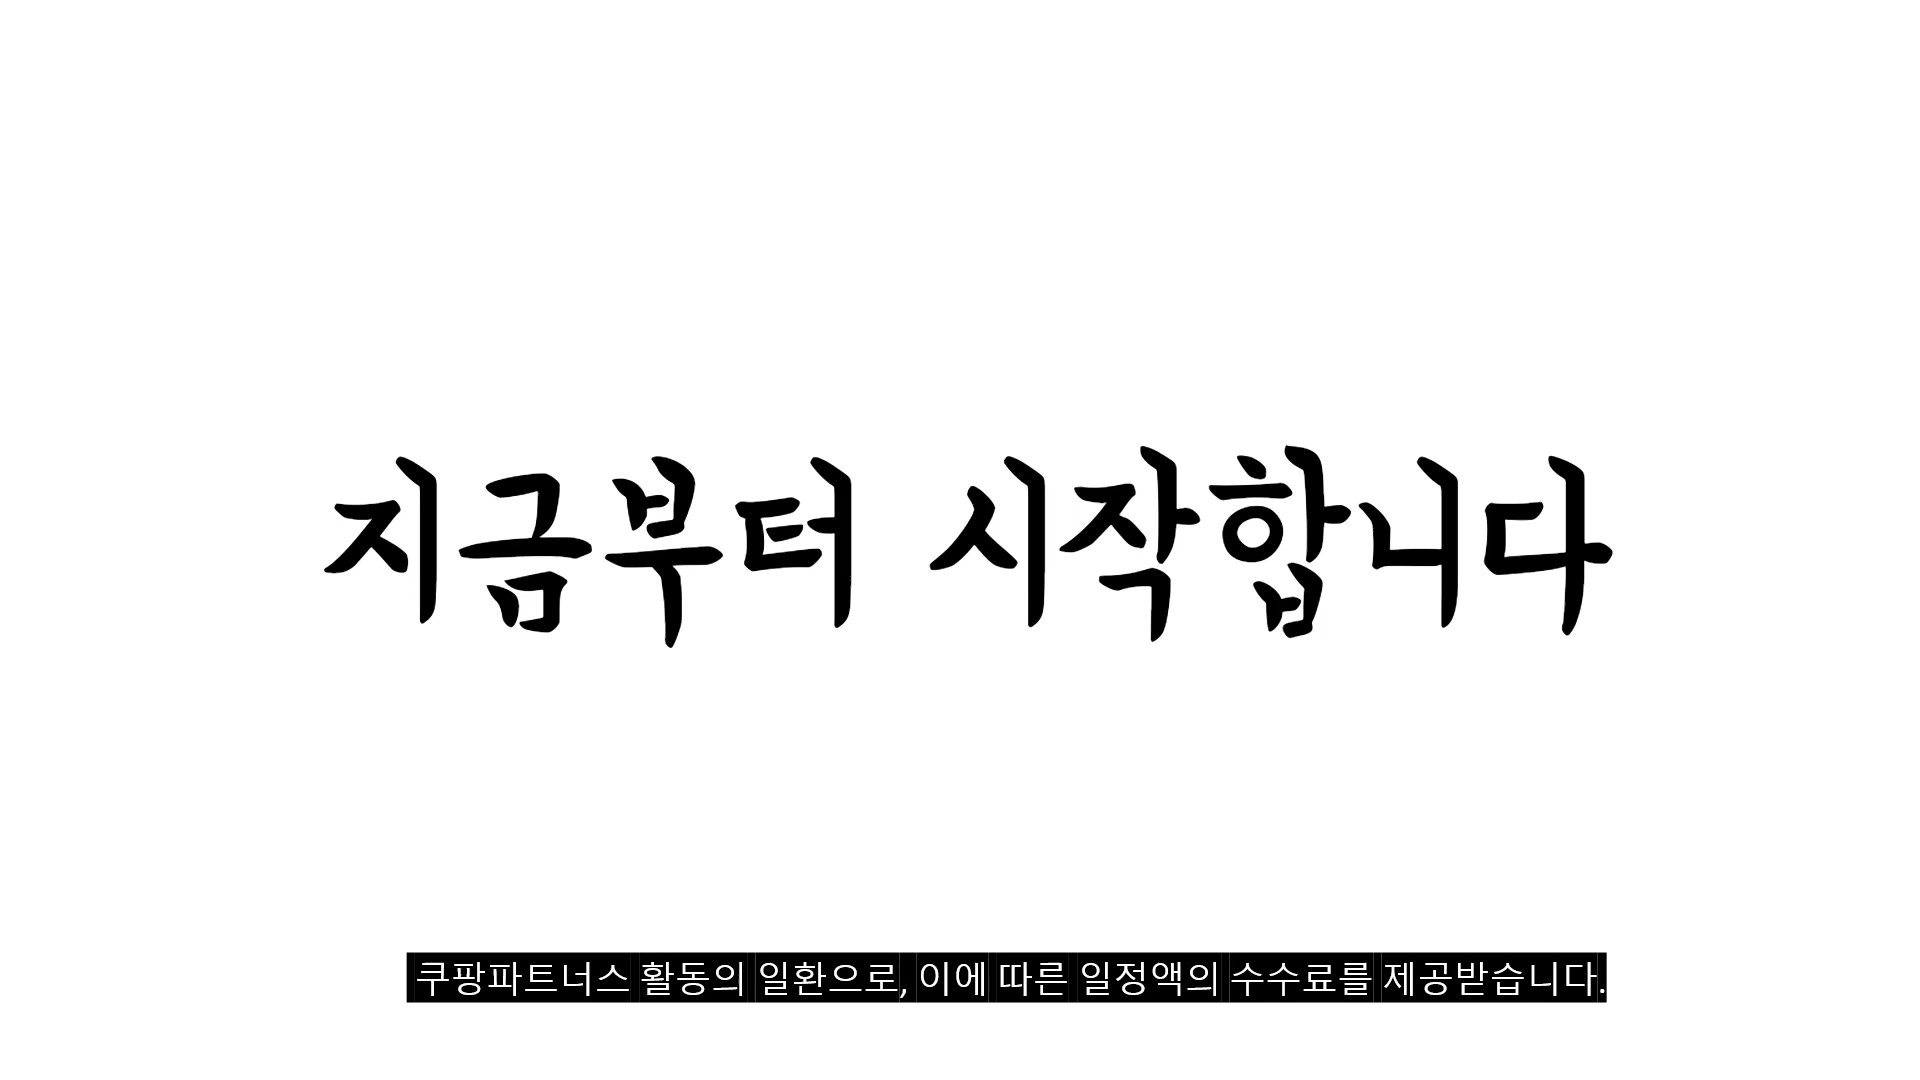 지금부터 시작합니다
쿠팡파트너스 활동의 일환으로, 이에 따른 일정액의 수수료를 제공받습니다.